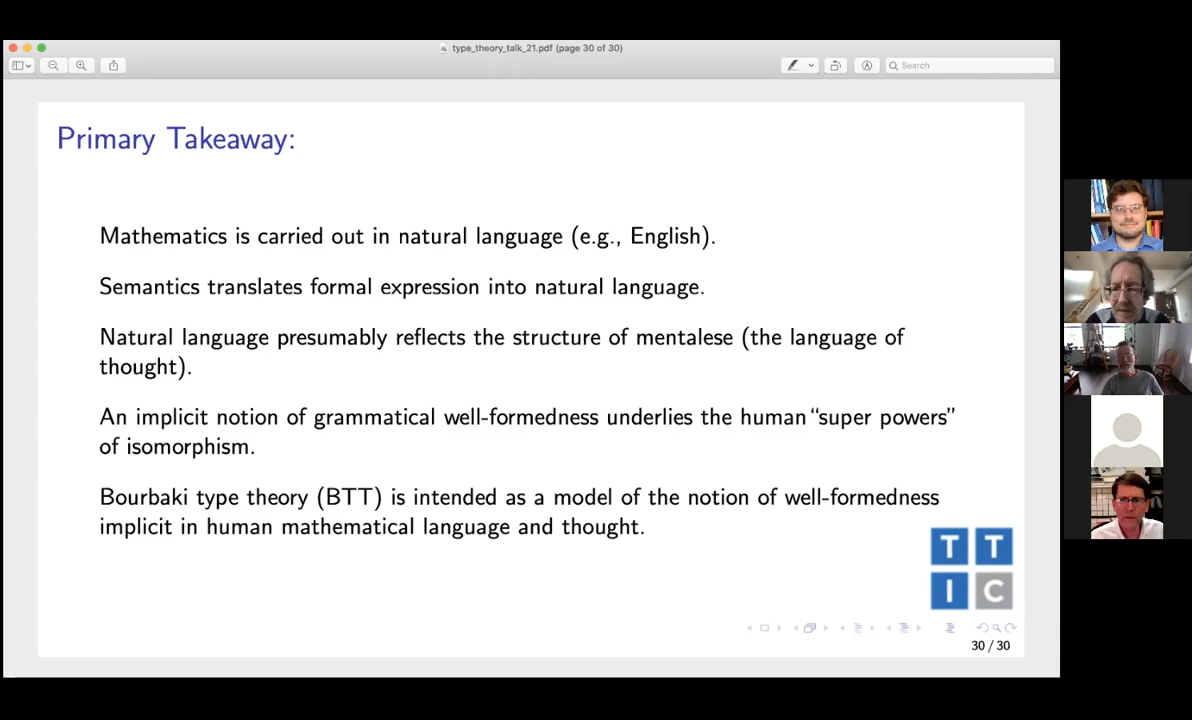 type_theory_talk_21.pdf (page 30 of 30)
Search
Primary Takeaway:
Mathematics is carried out in natural language (e.g., English).
Semantics translates formal expression into natural language.
Natural language presumably reflects the structure of mentalese (the language of
thought).
An implicit notion of grammatical well-formedness underlies the human “super powers”
of isomorphism.
Bourbaki type theory (BTT) is intended as a model of the notion of well-formedness
implicit in human mathematical language and thought.
T T
I C
30 / 30